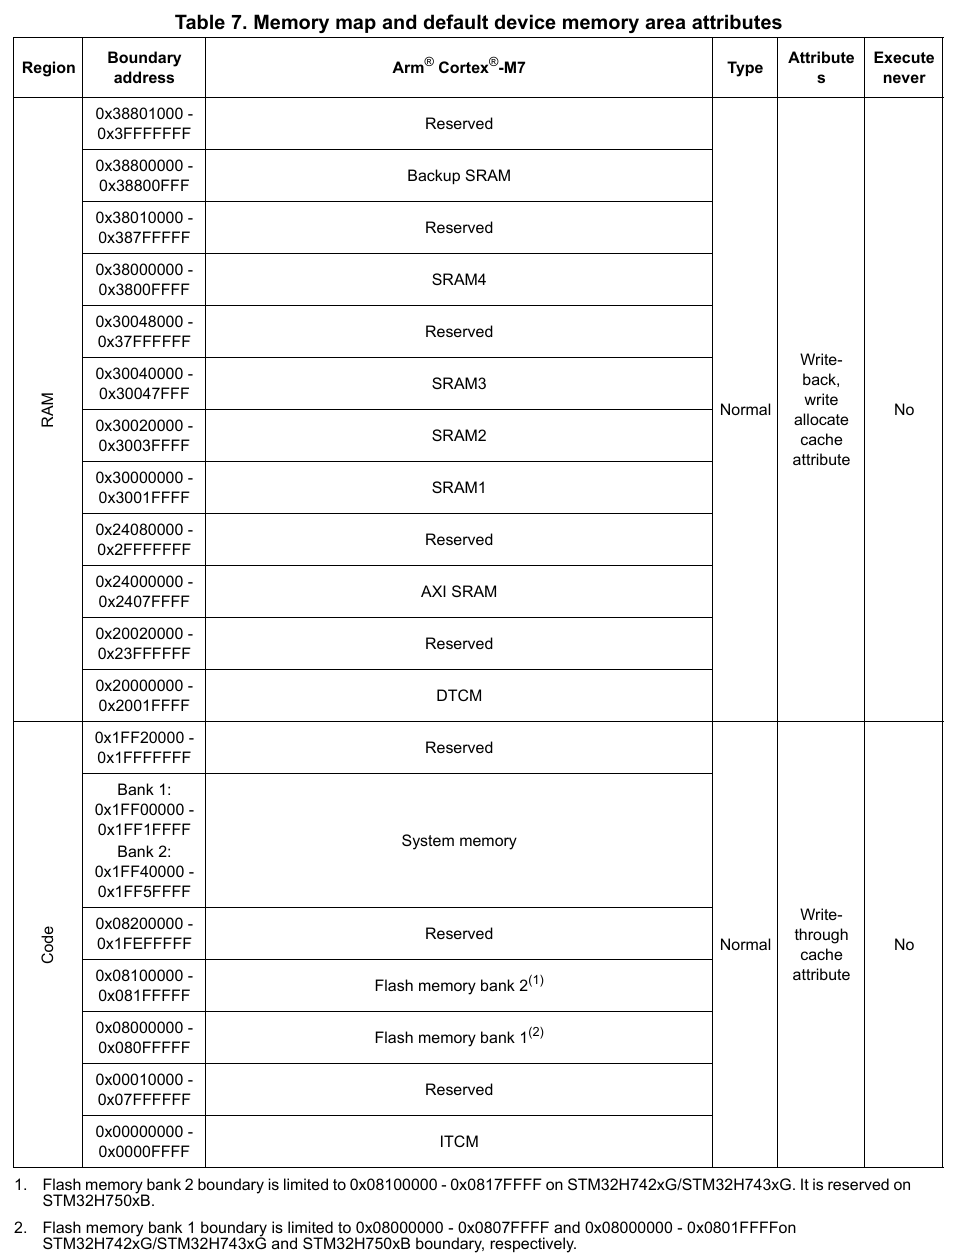 Table 7. Memory map and default device memory area attributes
Region
Boundary
address
Arm® Cortex®-M7
Type
Attribute
s
Execute
never
RAM
0x38801000 -
0x3FFFFFFF
Reserved
0x38800000 -
0x38800FFF
Backup SRAM
0x38010000 -
0x387FFFFF
Reserved
0x38000000 -
0x3800FFFF
SRAM4
0x30048000 -
0x37FFFFFF
Reserved
0x30040000 -
0x30047FFF
SRAM3
0x30020000 -
0x3003FFFF
SRAM2
0x30000000 -
0x3001FFFF
SRAM1
0x24080000 -
0x2FFFFFFF
Reserved
0x24000000 -
0x2407FFFF
AXI SRAM
0x20020000 -
0x23FFFFFF
Reserved
0x20000000 -
0x2001FFFF
DTCM
Normal
Write-
back,
write
allocate
cache
attribute
No
Code
0x1FF20000 -
0x1FFFFFFF
Reserved
Bank 1:
0x1FF00000 -
0x1FF1FFFF
Bank 2:
0x1FF40000 -
0x1FF5FFFF
System memory
0x08200000 -
0x1FEFFFFF
Reserved
0x08100000 -
0x081FFFFF
Flash memory bank 2(1)
0x08000000 -
0x080FFFFF
Flash memory bank 1(2)
0x00010000 -
0x07FFFFFF
Reserved
0x00000000 -
0x0000FFFF
ITCM
Normal
Write-
through
cache
attribute
No
1. Flash memory bank 2 boundary is limited to 0x08100000 - 0x0817FFFF on STM32H742xG/STM32H743xG. It is reserved on
STM32H750xB.
2. Flash memory bank 1 boundary is limited to 0x08000000 - 0x0807FFFF and 0x08000000 - 0x0801FFFFon
STM32H742xG/STM32H743xG and STM32H750xB boundary, respectively.